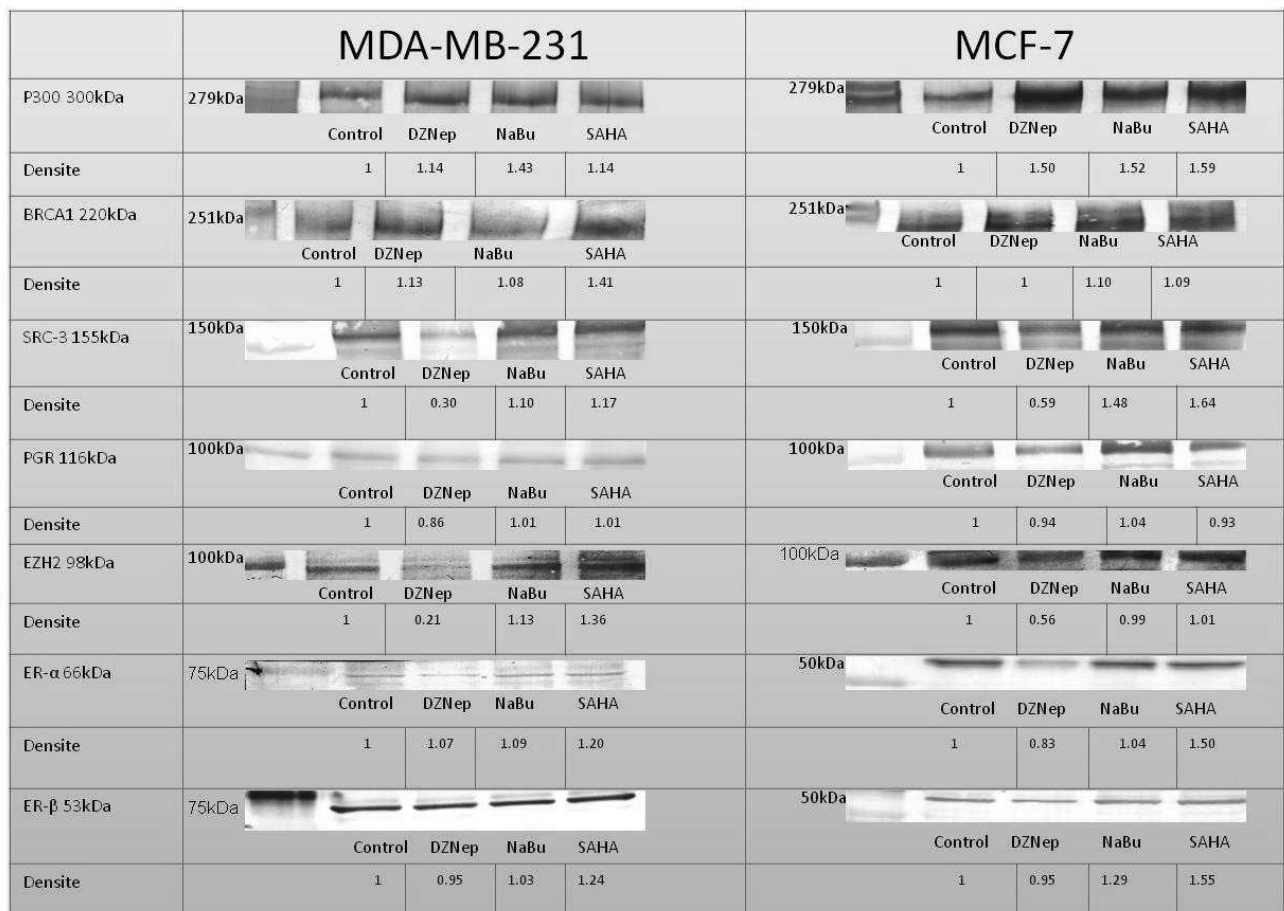 MDA-MB-231 MCF-7
P300 300kDa 279kDa 279kDa
Control DZNep NaBu SAHA Control DZNep NaBu SAHA
Densite 1 1.14 1.43 1.14 1 1.50 1.52 1.59
BRCA1 220kDa 251kDa 251kDa
Control DZNep NaBu SAHA Control DZNep NaBu SAHA
Densite 1 1.13 1.08 1.41 1 1 1.10 1.09
SRC-3 155kDa 150kDa 150kDa
Control DZNep NaBu SAHA Control DZNep NaBu SAHA
Densite 1 0.30 1.10 1.17 1 0.59 1.48 1.64
PGR 116kDa 100kDa 100kDa
Control DZNep NaBu SAHA Control DZNep NaBu SAHA
Densite 1 0.86 1.01 1.01 1 0.94 1.04 0.93
EZH2 98kDa 100kDa 100kDa
Control DZNep NaBu SAHA Control DZNep NaBu SAHA
Densite 1 0.21 1.13 1.36 1 0.56 0.99 1.01
ER-α 66kDa 75kDa 50kDa
Control DZNep NaBu SAHA Control DZNep NaBu SAHA
Densite 1 1.07 1.09 1.20 1 0.83 1.04 1.50
ER-β 53kDa 75kDa 50kDa
Control DZNep NaBu SAHA Control DZNep NaBu SAHA
Densite 1 0.95 1.03 1.24 1 0.95 1.29 1.55